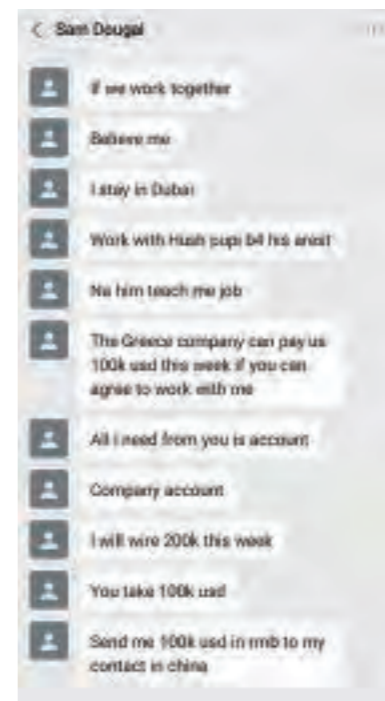 Sam Dougal
If we work together
Believe me
I stay in Dubai
Work with Hush pupi b4 his arrest
Na him teach me job
The Greece company can pay us
100k usd this week if you can
agree to work with me
All I need from you is account
Company account
I will wire 200k this week
You take 100k usd
Send me 100k usd in rmb to my
contact in china